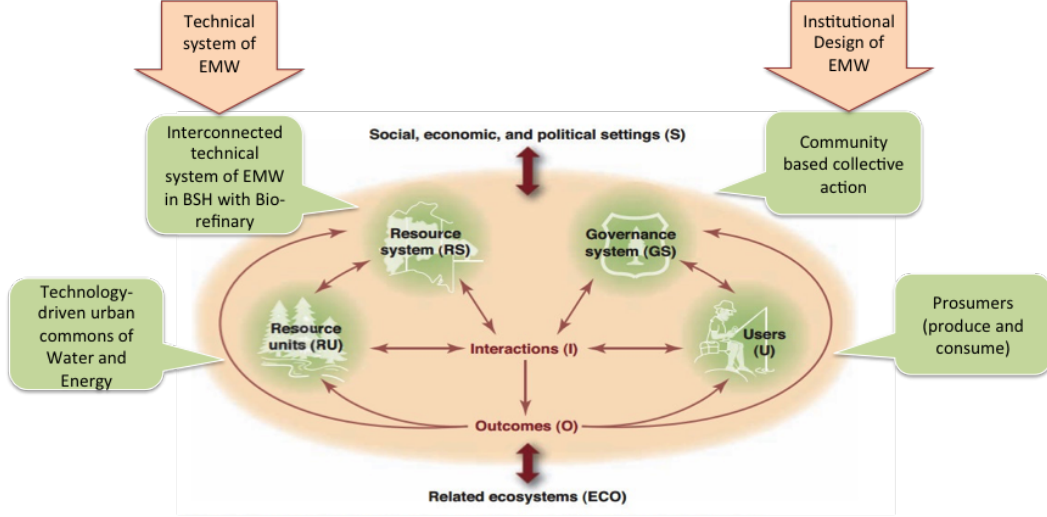 Technical
system of
EMW
Institutional
Design of
EMW
Interconnected
technical
system of EMW
in BSH with Bio-
refinary
Social, economic, and political settings (S)
Community
based collective
action
Resource
system (RS)
Governance
system (GS)
Technology-
driven urban
commons of
Water and
Energy
Resource
units (RU)
Interactions (I)
Users
(U)
Prosumers
(produce and
consume)
Outcomes (O)
Related ecosystems (ECO)